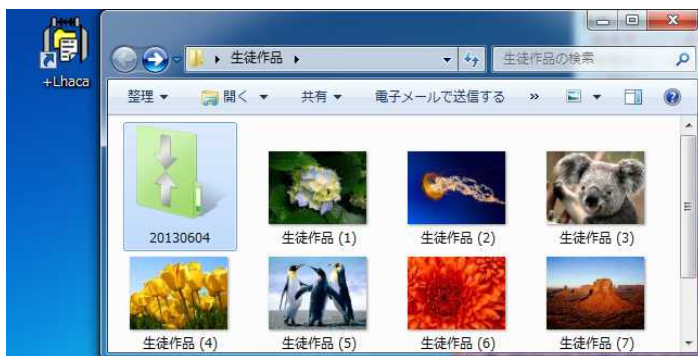 +Lhaca
生徒作品
生徒作品の検索
整理
開く
共有
電子メールで送信する
»
20130604
生徒作品 (1)
生徒作品 (2)
生徒作品 (3)
生徒作品 (4)
生徒作品 (5)
生徒作品 (6)
生徒作品 (7)